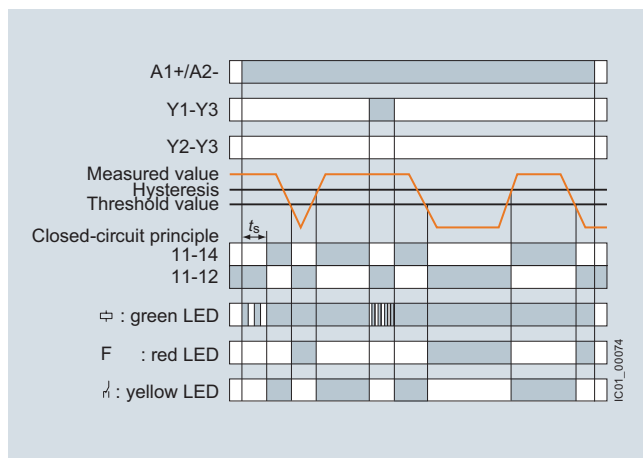 A1+/A2-
Y1-Y3
Y2-Y3
Measured value
Hysteresis
Threshold value
Closed-circuit principle
ts
11-14
11-12
: green LED
F : red LED
: yellow LED
IC01_00074